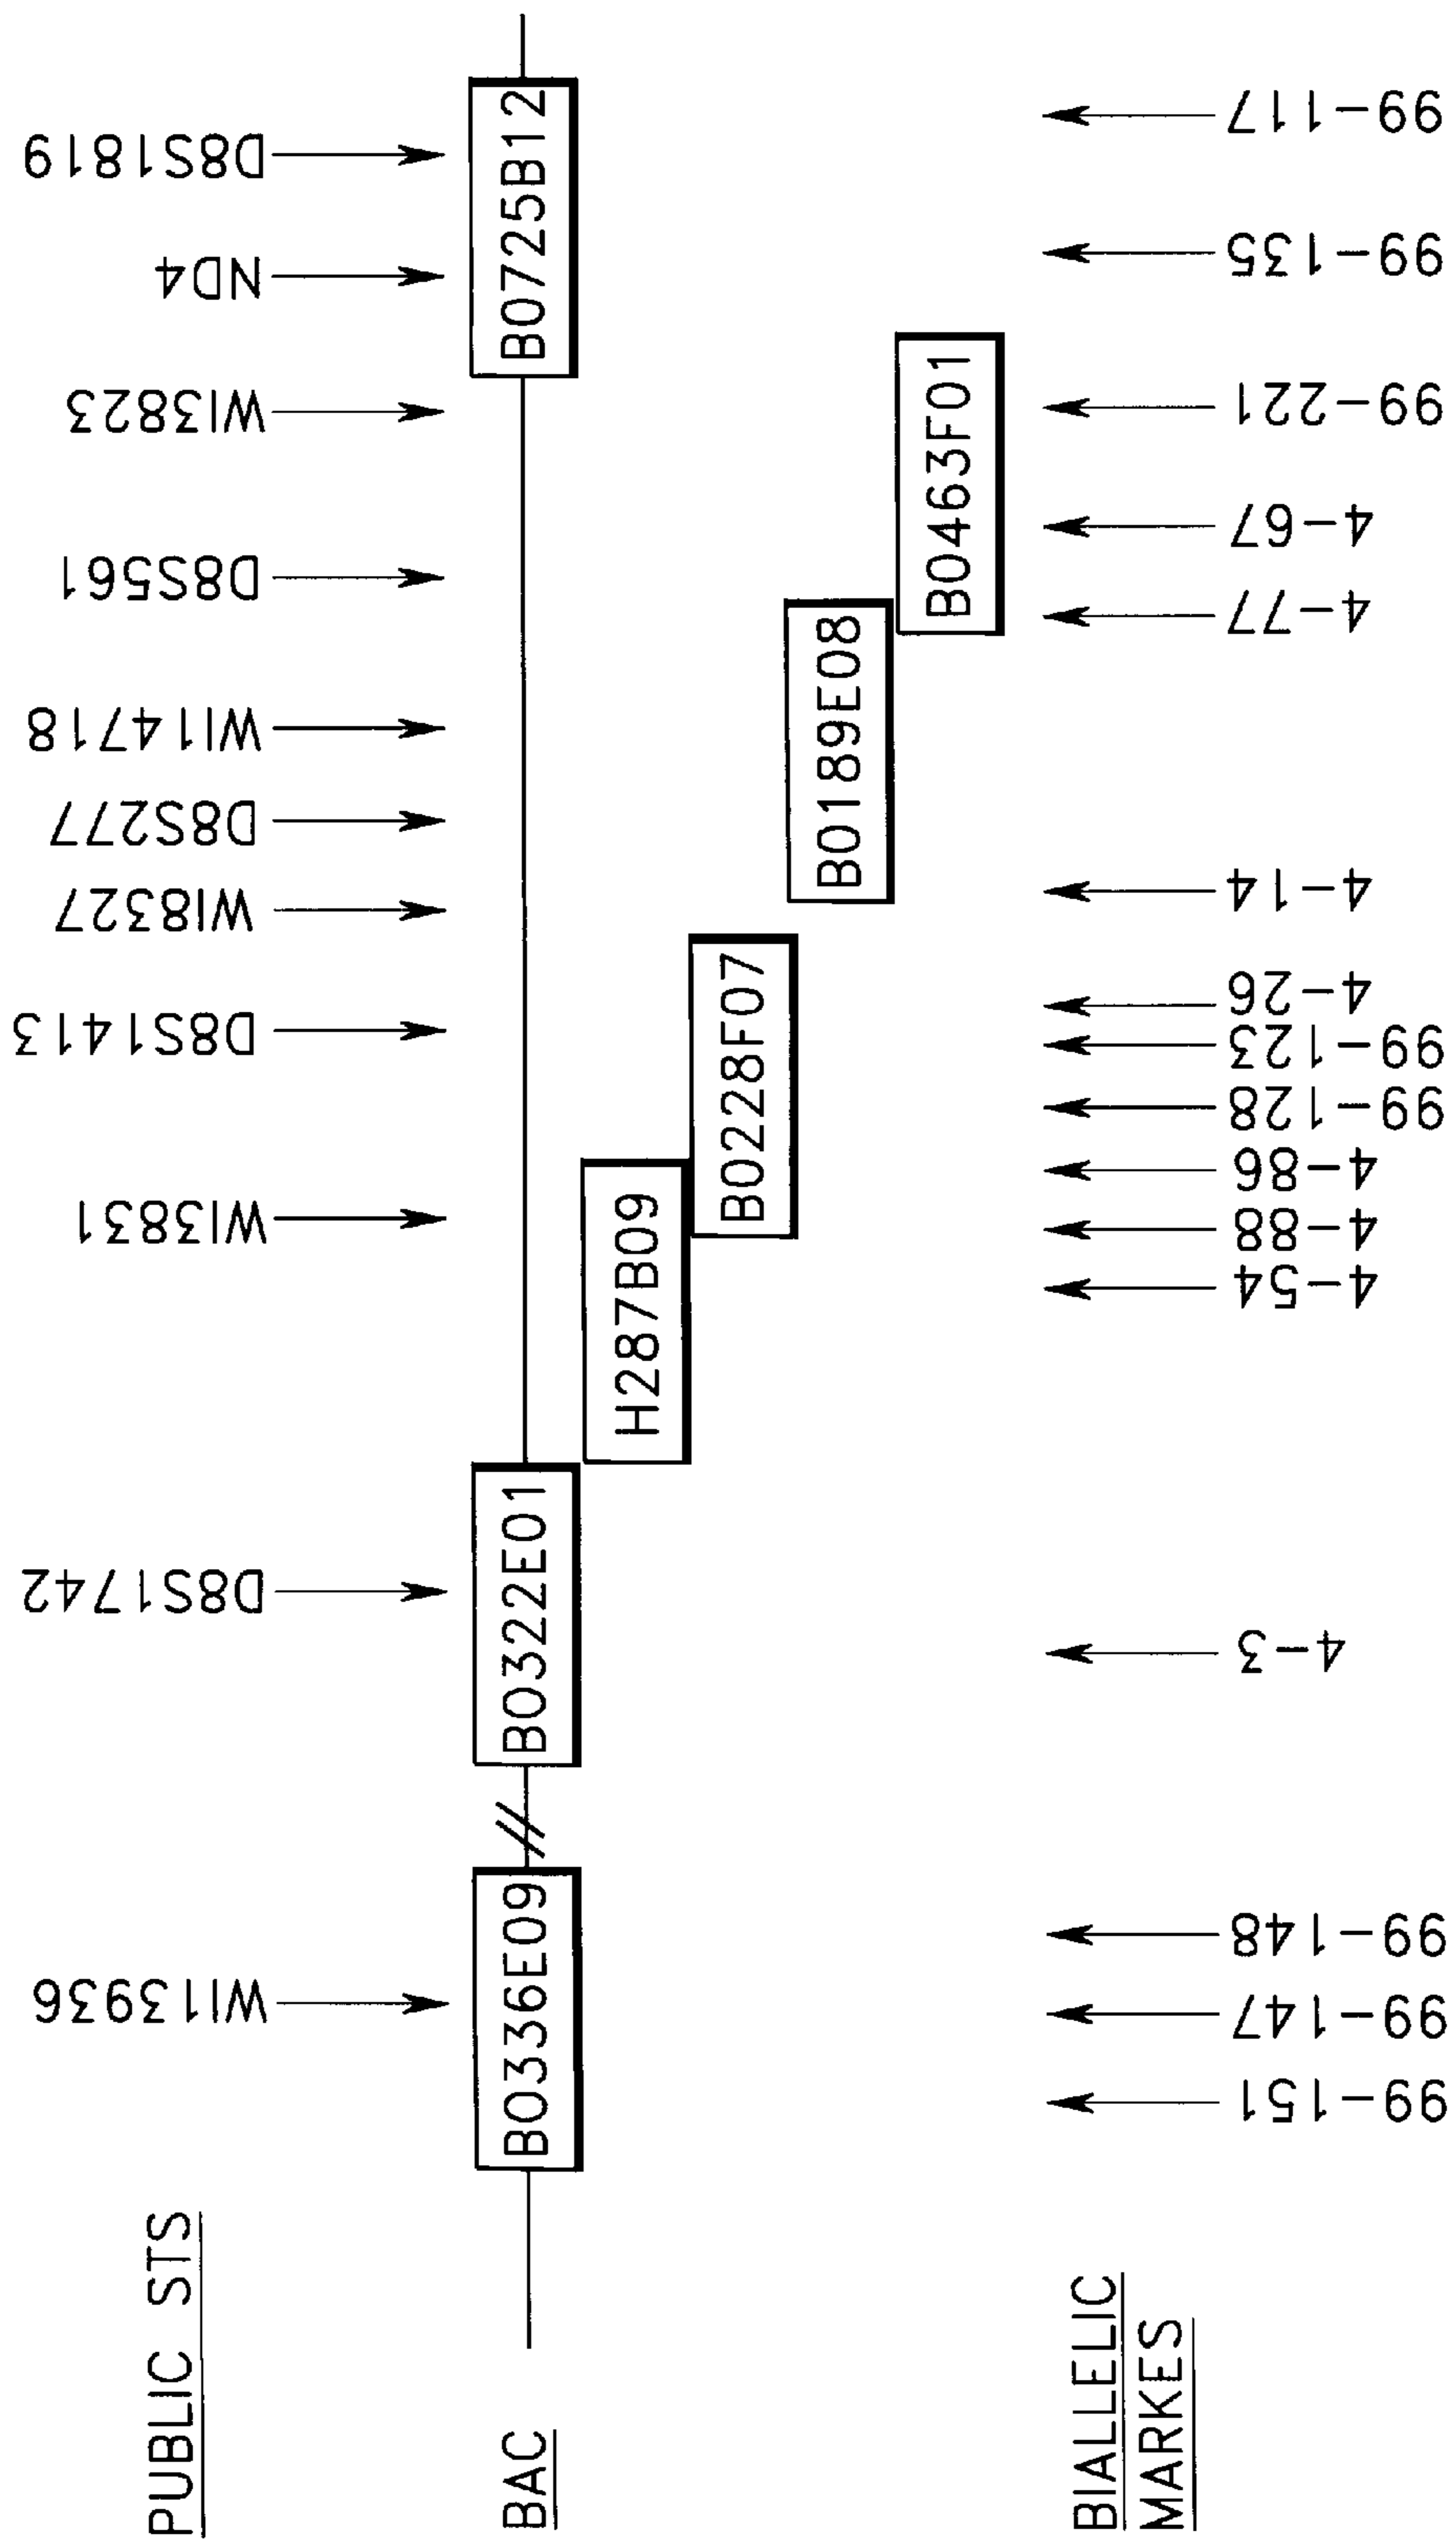 PUBLIC STS
WI13936
D8S1742
WI3831
D8S1413
WI8327
D8S277
WI14718
D8S561
WI3823
ND4
D8S1819
BAC
B0336E09
B0322E01
H287B09
B0228F07
B0189E08
B0463F01
B0725B12
BIALLELIC
MARKES
99-151
99-147
99-148
4-3
4-54
4-88
4-86
99-128
99-123
4-26
4-14
4-77
4-67
99-221
99-135
99-117